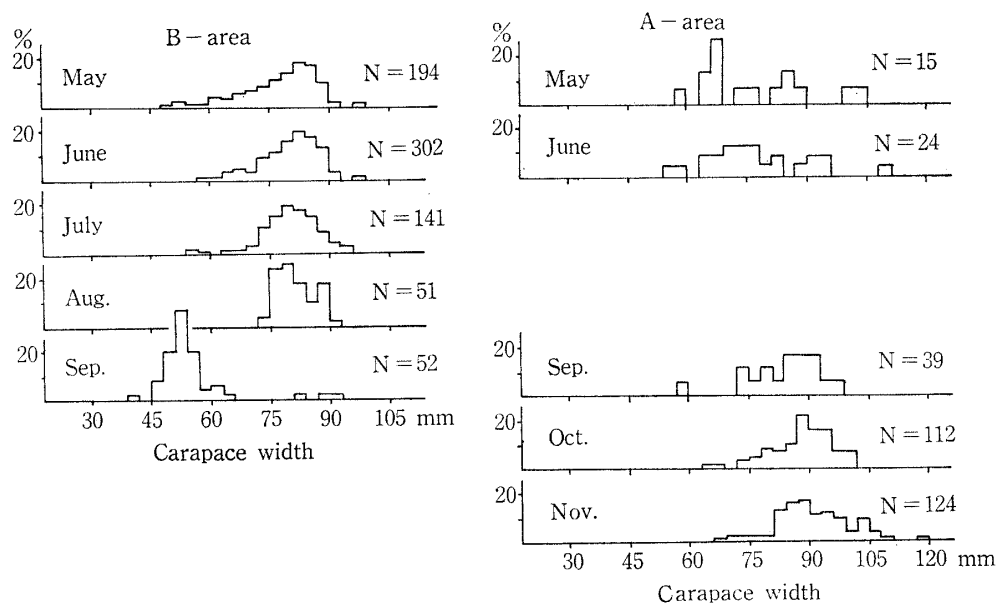 B－area
%
20
May
N＝194
20
June
N＝302
20
July
N＝141
20
Aug.
N＝51
20
Sep.
N＝52
30 45 60 75 90 105 mm
Carapace width
A－area
20
May
N＝15
20
June
N＝24
20
Sep.
N＝39
20
Oct.
N＝112
20
Nov.
N＝124
30 45 60 75 90 105 120 mm
Carapace width